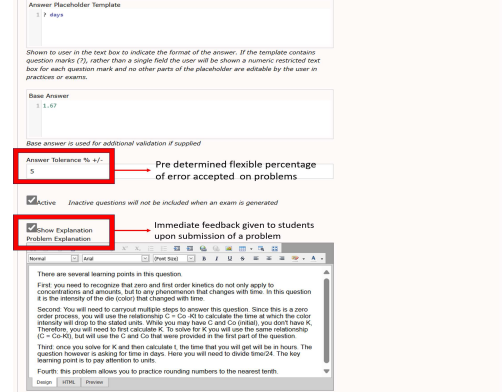 Answer Placeholder Template
1 ? days
Shown to user in the text box to indicate the format of the answer. If the template contains
question marks (?), rather than a single field the user will be shown a numeric restricted text
box for each question mark and no other parts of the placeholder are editable by the user in
practices or exams.
Base Answer
1 1.67
Base answer is used for additional validation if supplied
Answer Tolerance % +/-
5
Pre determined flexible percentage
of error accepted on problems
Active Inactive questions will not be included when an exam is generated
Show Explanation
Problem Explanation
Immediate feedback given to students
upon submission of a problem
Normal Arial (Font Size) B I U S
There are several learning points in this question.
First: you need to recognize that zero and first order kinetics do not only apply to
concentrations and amounts, but to any phenomenon that changes with time. In this question
it is the intensity of the die (color) that changed with time.
Second: You will need to carryout multiple steps to answer this question. Since this is a zero
order process, you will use the relationship C = Co -Kt to calculate the time at which the color
intensity will drop to the stated units. While you may have C and Co (initial), you don't have K,
Therefore, you will need to first calculate K. To solve for K you will use the same relationship
(C = Co-Kt), but will use the C and Co that were provided in the first part of the question.
Third: once you solve for K and then calculate t, the time that you will get will be in hours. The
question however is asking for time in days. Here you will need to divide time/24. The key
learning point is to pay attention to units.
Fourth: this problem allows you to practice rounding numbers to the nearest tenth.
Design HTML Preview